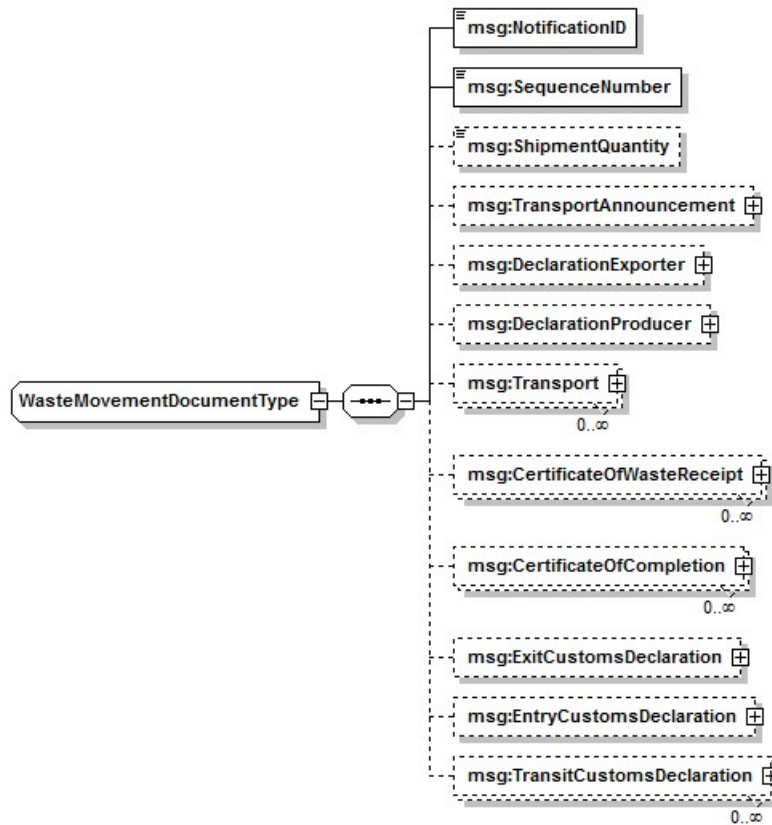 msg:NotificationID
msg:SequenceNumber
msg:ShipmentQuantity
msg:TransportAnnouncement
msg:DeclarationExporter
msg:DeclarationProducer
WasteMovementDocumentType
msg:Transport
0..∞
msg:CertificateOfWasteReceipt
0..∞
msg:CertificateOfCompletion
0..∞
msg:ExitCustomsDeclaration
msg:EntryCustomsDeclaration
msg:TransitCustomsDeclaration
0..∞